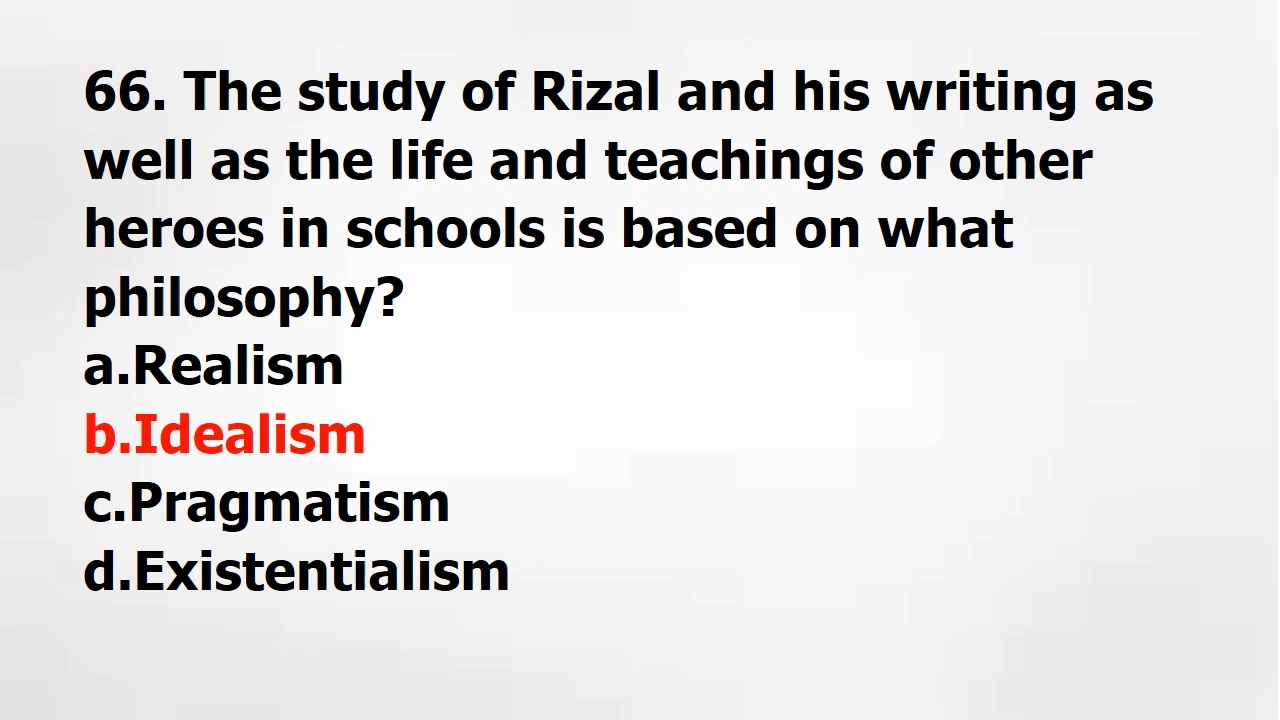 66. The study of Rizal and his writing as
well as the life and teachings of other
heroes in schools is based on what
philosophy?
a.Realism
b.Idealism
c.Pragmatism
d.Existentialism